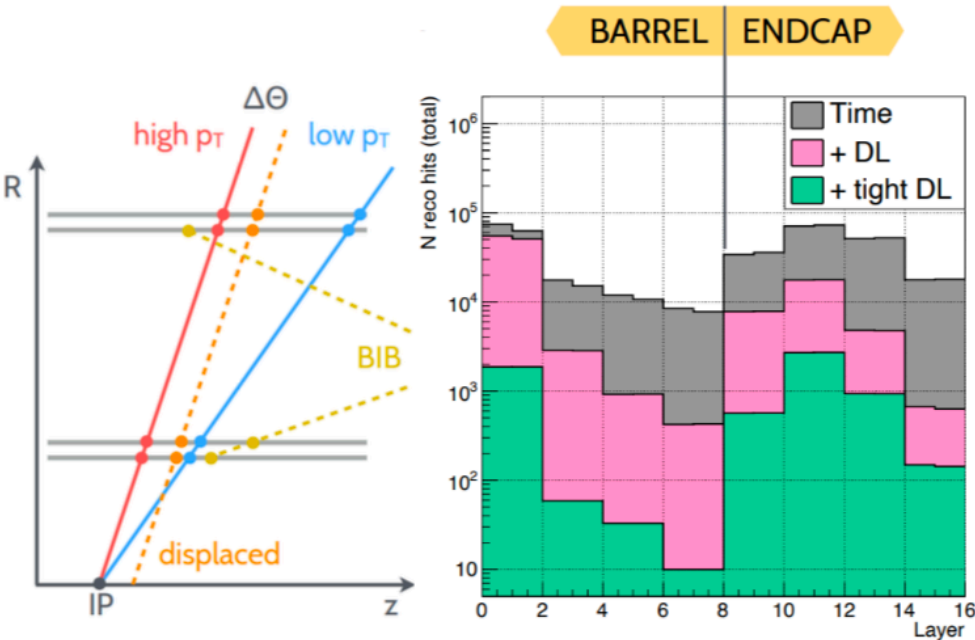 BARREL ENDCAP
ΔΘ
high pT
low pT
R
BIB
displaced
IP
z
N reco hits (total)
10⁶
10⁵
10⁴
10³
10²
10
Time
+ DL
+ tight DL
0 2 4 6 8 10 12 14 16
Layer